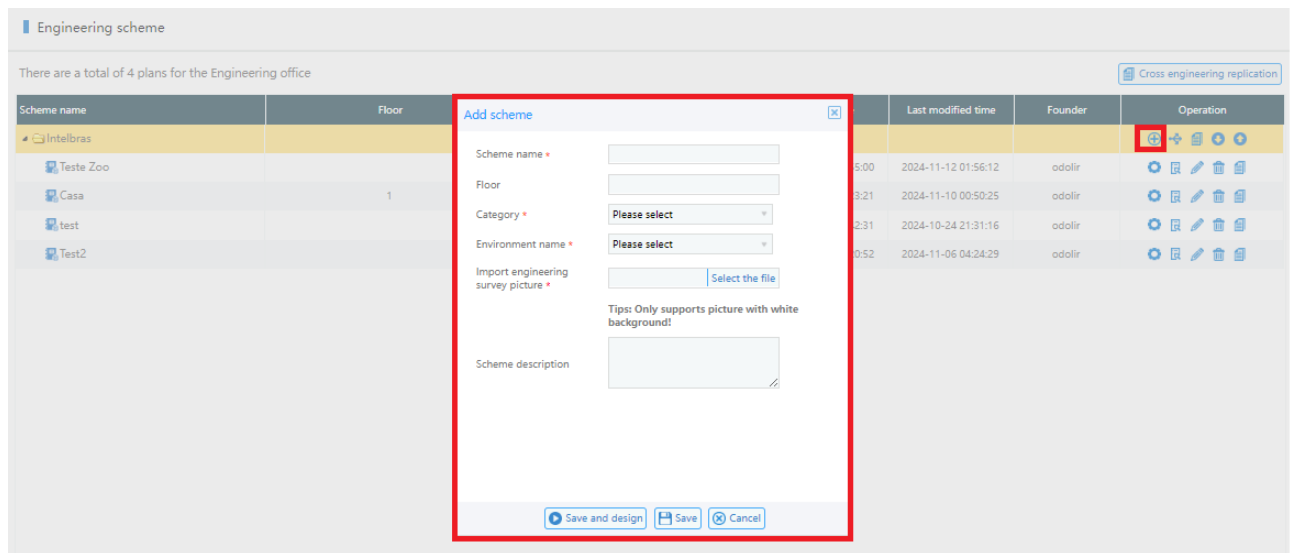 Engineering scheme
There are a total of 4 plans for the Engineering office
Cross engineering replication
Scheme name Floor Last modified time Founder Operation
Intelbras
Teste Zoo 5:00 2024-11-12 01:56:12 odolir
Casa 1 3:21 2024-11-10 00:50:25 odolir
test 2:31 2024-10-24 21:31:16 odolir
Test2 0:52 2024-11-06 04:24:29 odolir
Add scheme
Scheme name *
Floor
Category * Please select
Environment name * Please select
Import engineering
survey picture * Select the file
Tips: Only supports picture with white
background!
Scheme description
Save and design Save Cancel